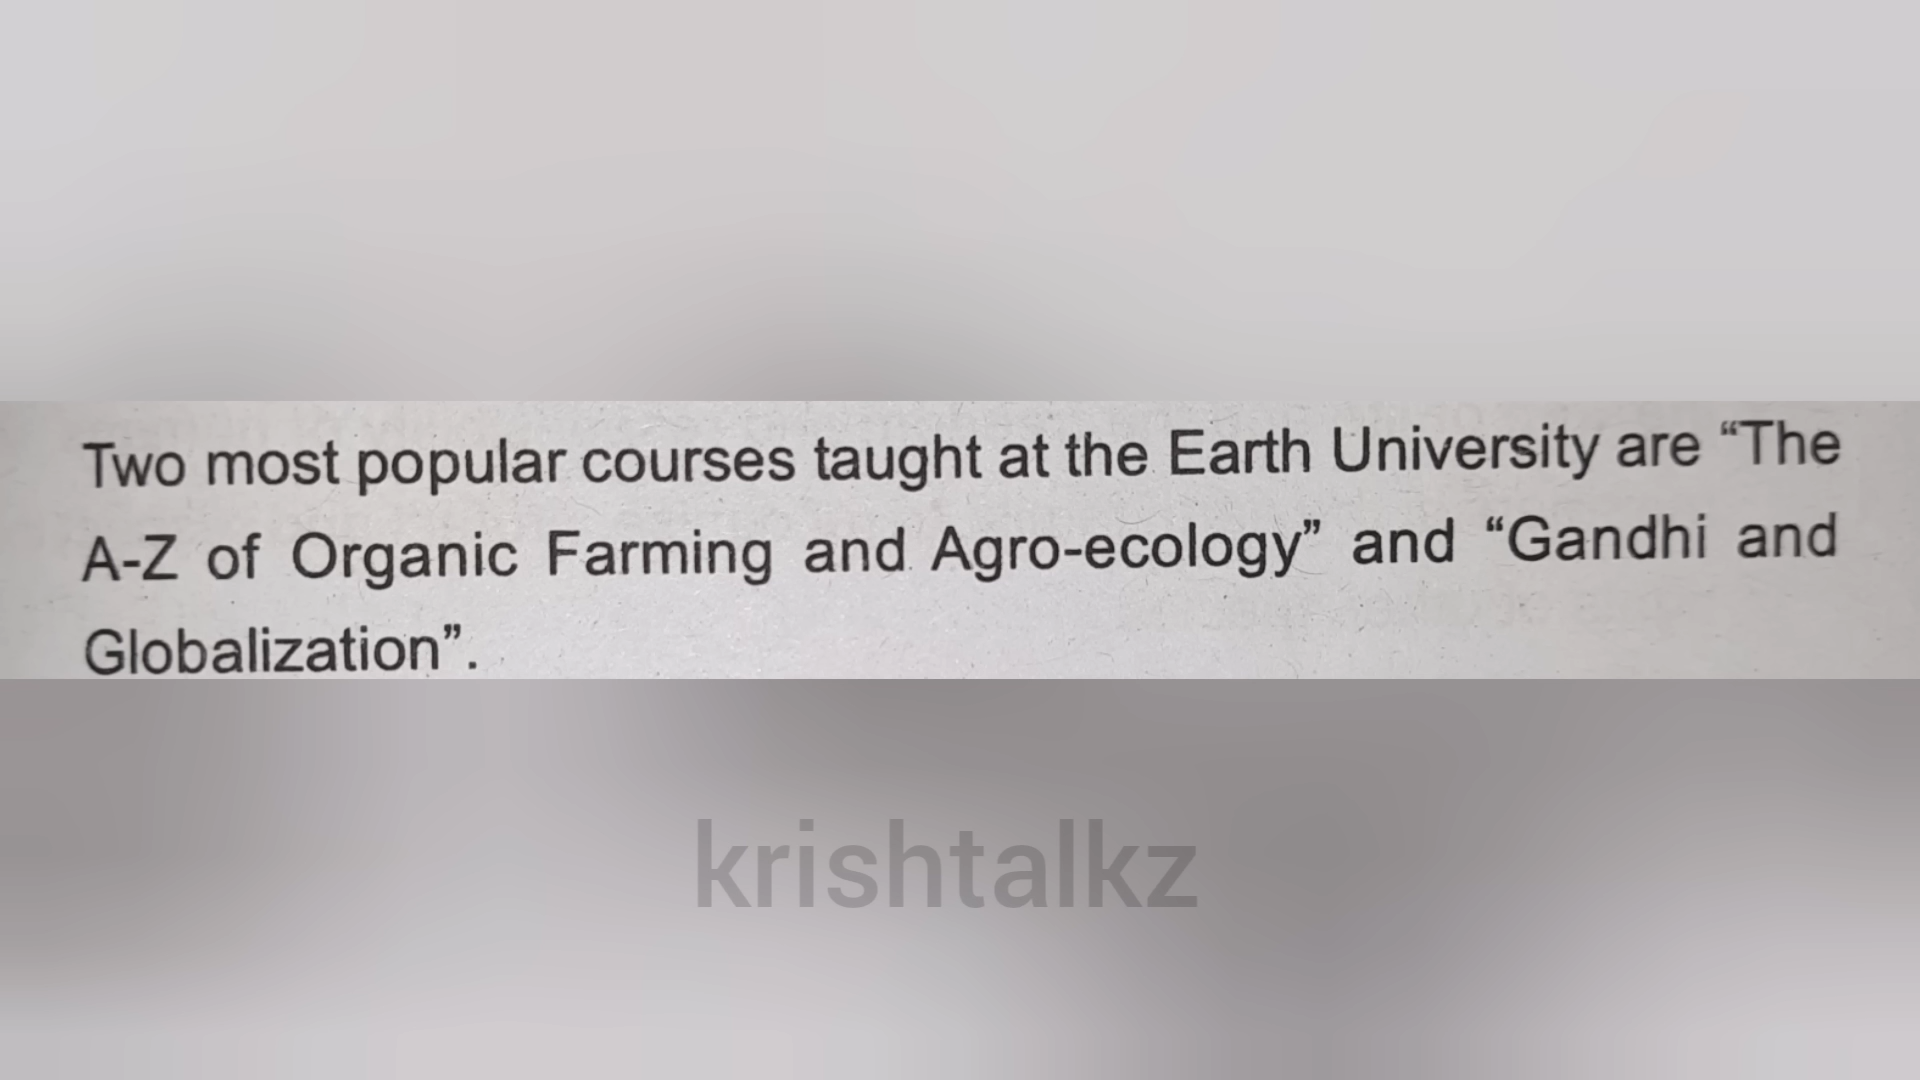 Two most popular courses taught at the Earth University are “The
A-Z of Organic Farming and Agro-ecology” and “Gandhi and
Globalization”.
krishtalkz